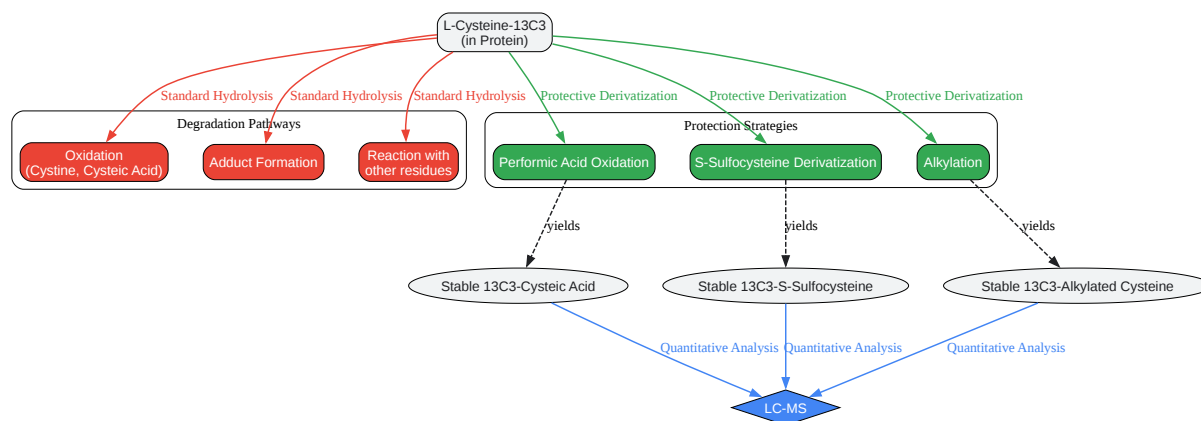 L-Cysteine-13C3
(in Protein)
Standard Hydrolysis
Standard Hydrolysis
Standard Hydrolysis
Protective Derivatization
Protective Derivatization
Protective Derivatization
Degradation Pathways
Protection Strategies
Oxidation
(Cystine, Cysteic Acid)
Adduct Formation
Reaction with
other residues
Performic Acid Oxidation
S-Sulfocysteine Derivatization
Alkylation
yields
yields
yields
Stable 13C3-Cysteic Acid
Stable 13C3-S-Sulfocysteine
Stable 13C3-Alkylated Cysteine
Quantitative Analysis
Quantitative Analysis
Quantitative Analysis
LC-MS